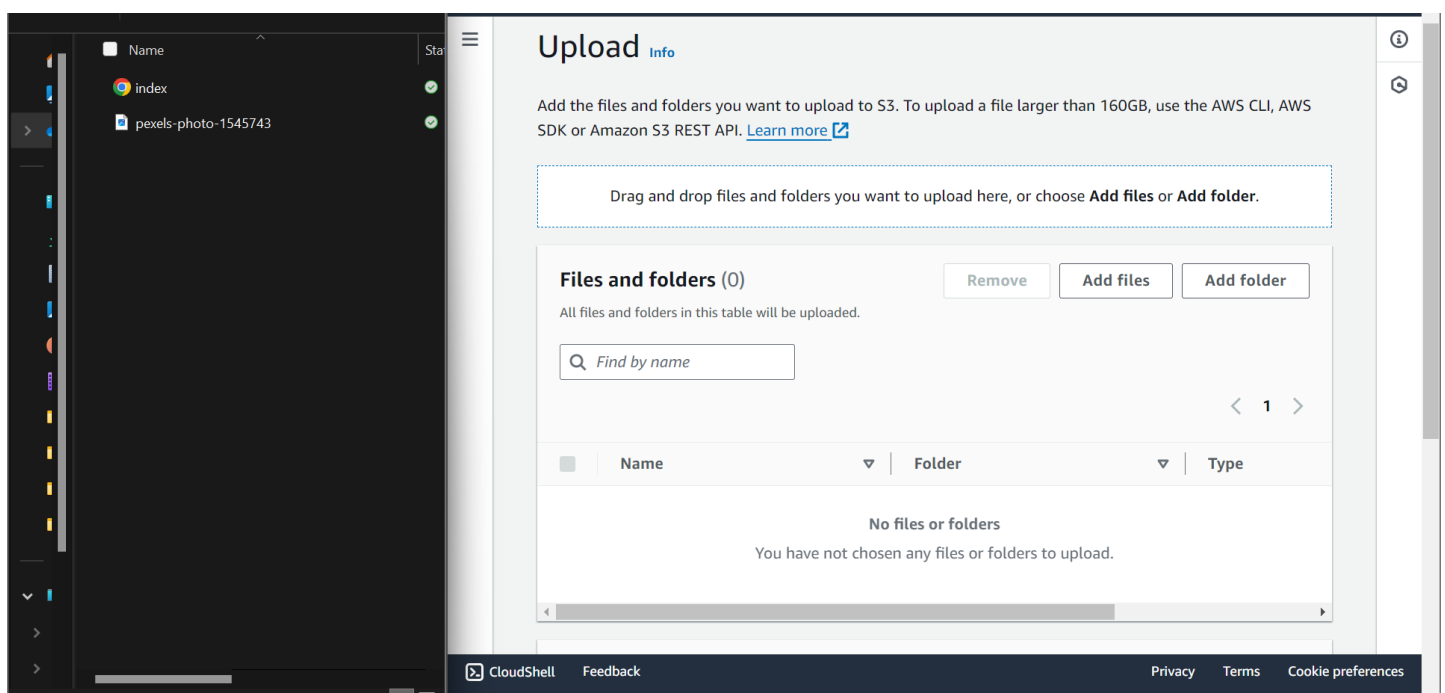 Name
Sta
index
pexels-photo-1545743
Upload Info
Add the files and folders you want to upload to S3. To upload a file larger than 160GB, use the AWS CLI, AWS
SDK or Amazon S3 REST API. Learn more
Drag and drop files and folders you want to upload here, or choose Add files or Add folder.
Files and folders (0)
Remove
Add files
Add folder
All files and folders in this table will be uploaded.
Find by name
1
Name
Folder
Type
No files or folders
You have not chosen any files or folders to upload.
CloudShell
Feedback
Privacy
Terms
Cookie preferences